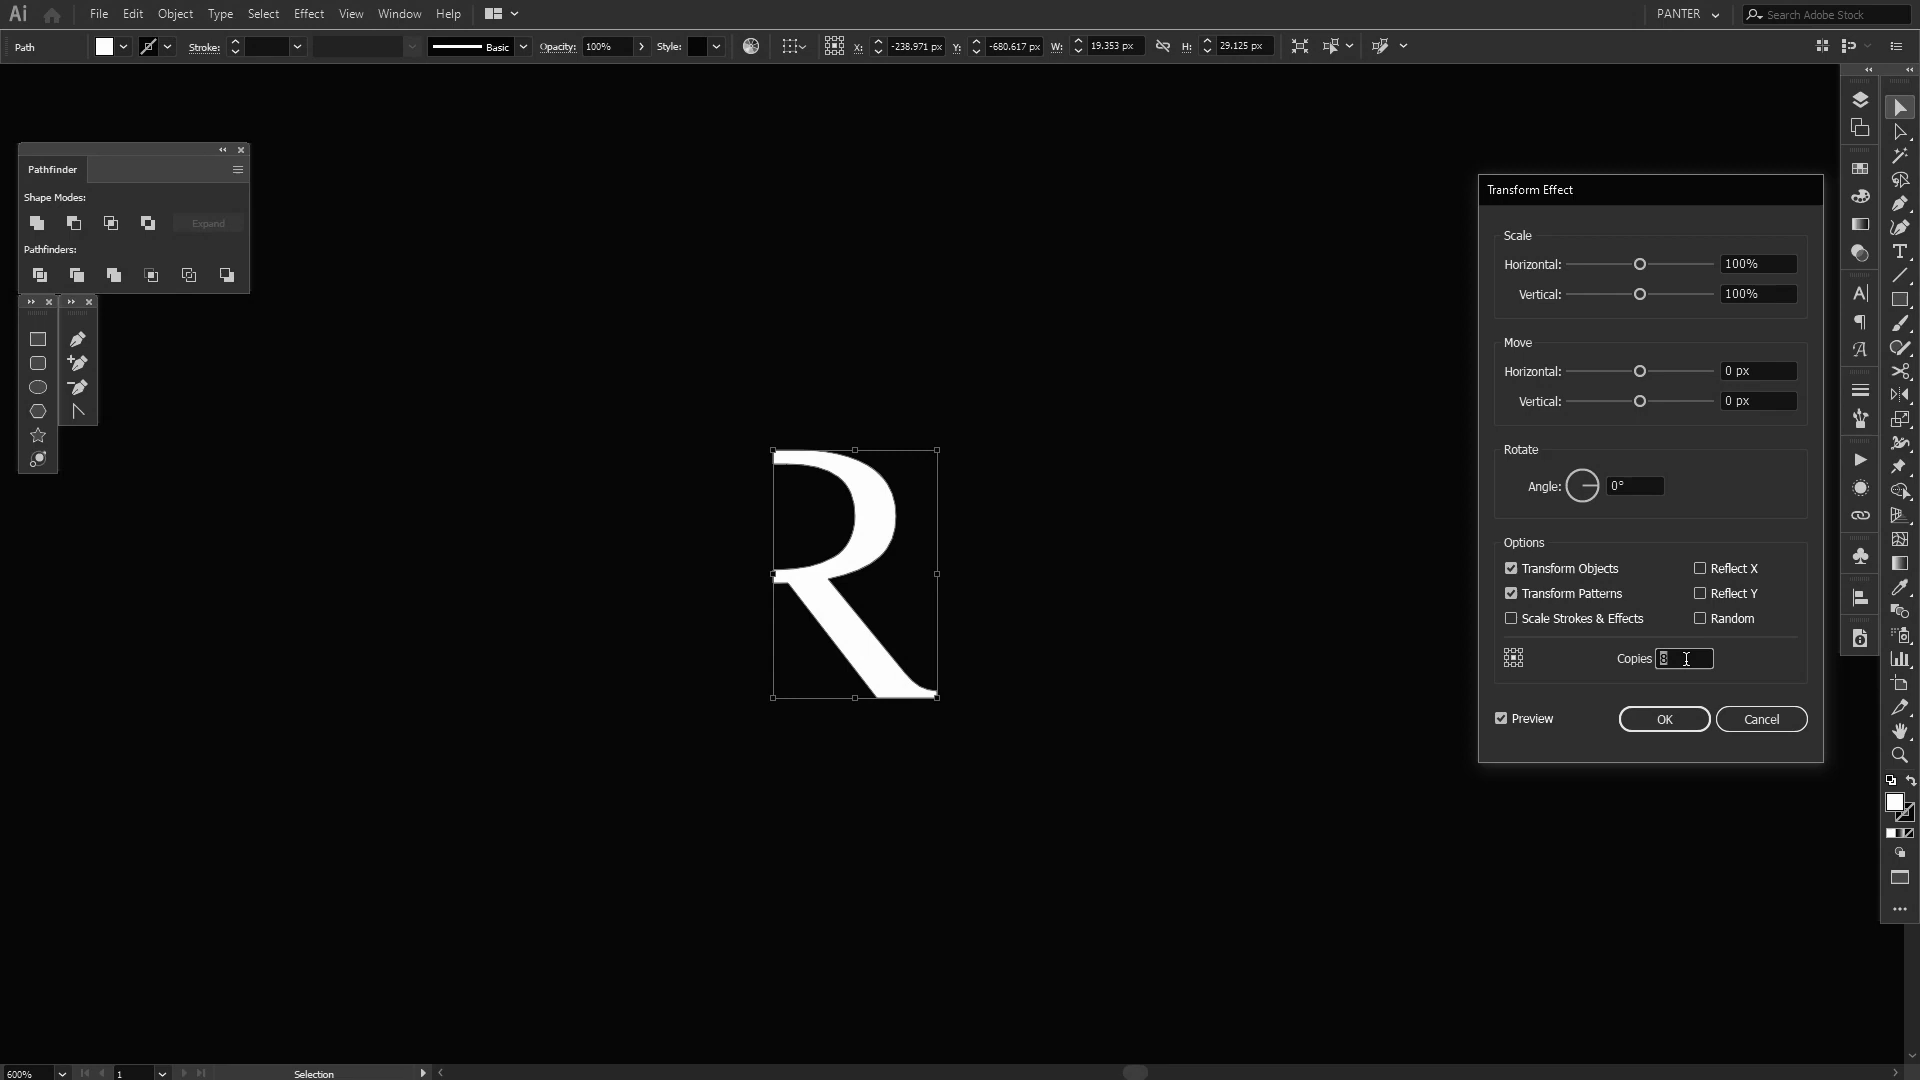 Ai File Edit Object Type Select Effect View Window Help PANTER Search Adobe Stock
Path Stroke: Basic Opacity: 100% Style: X: -238.971 px Y: -680.617 px W: 19.353 px H: 29.125 px
Pathfinder
Shape Modes:
Expand
Pathfinders:
R
Transform Effect
Scale
Horizontal: 100%
Vertical: 100%
Move
Horizontal: 0 px
Vertical: 0 px
Rotate
Angle: 0°
Options
Transform Objects Reflect X
Transform Patterns Reflect Y
Scale Strokes & Effects Random
Copies
Preview OK Cancel
600% 1 Selection